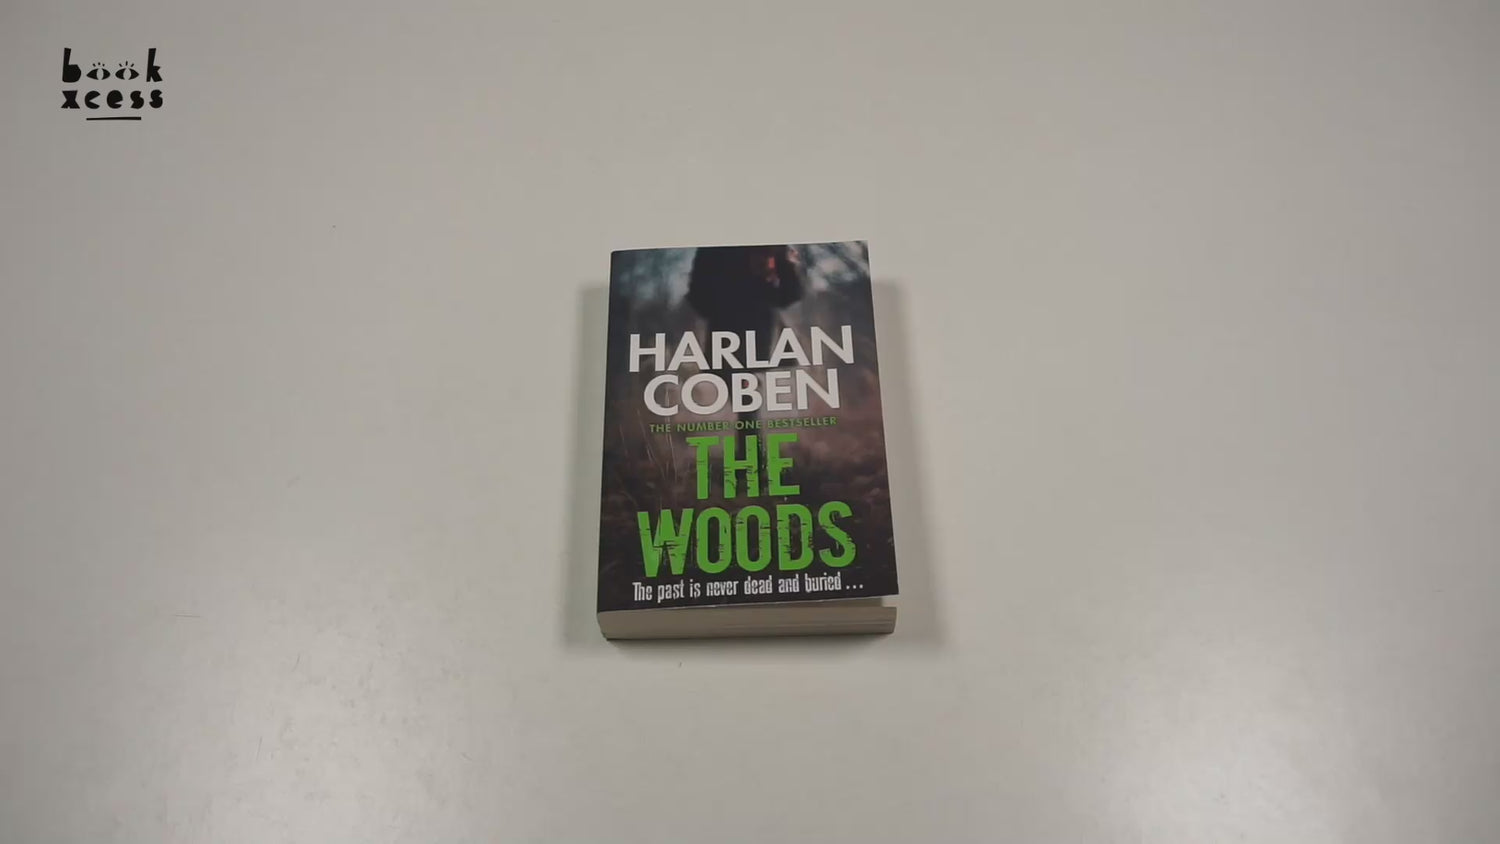 book
xcess
HARLAN
COBEN
THE NUMBER ONE BESTSELLER
THE
WOODS
The past is never dead and buried...